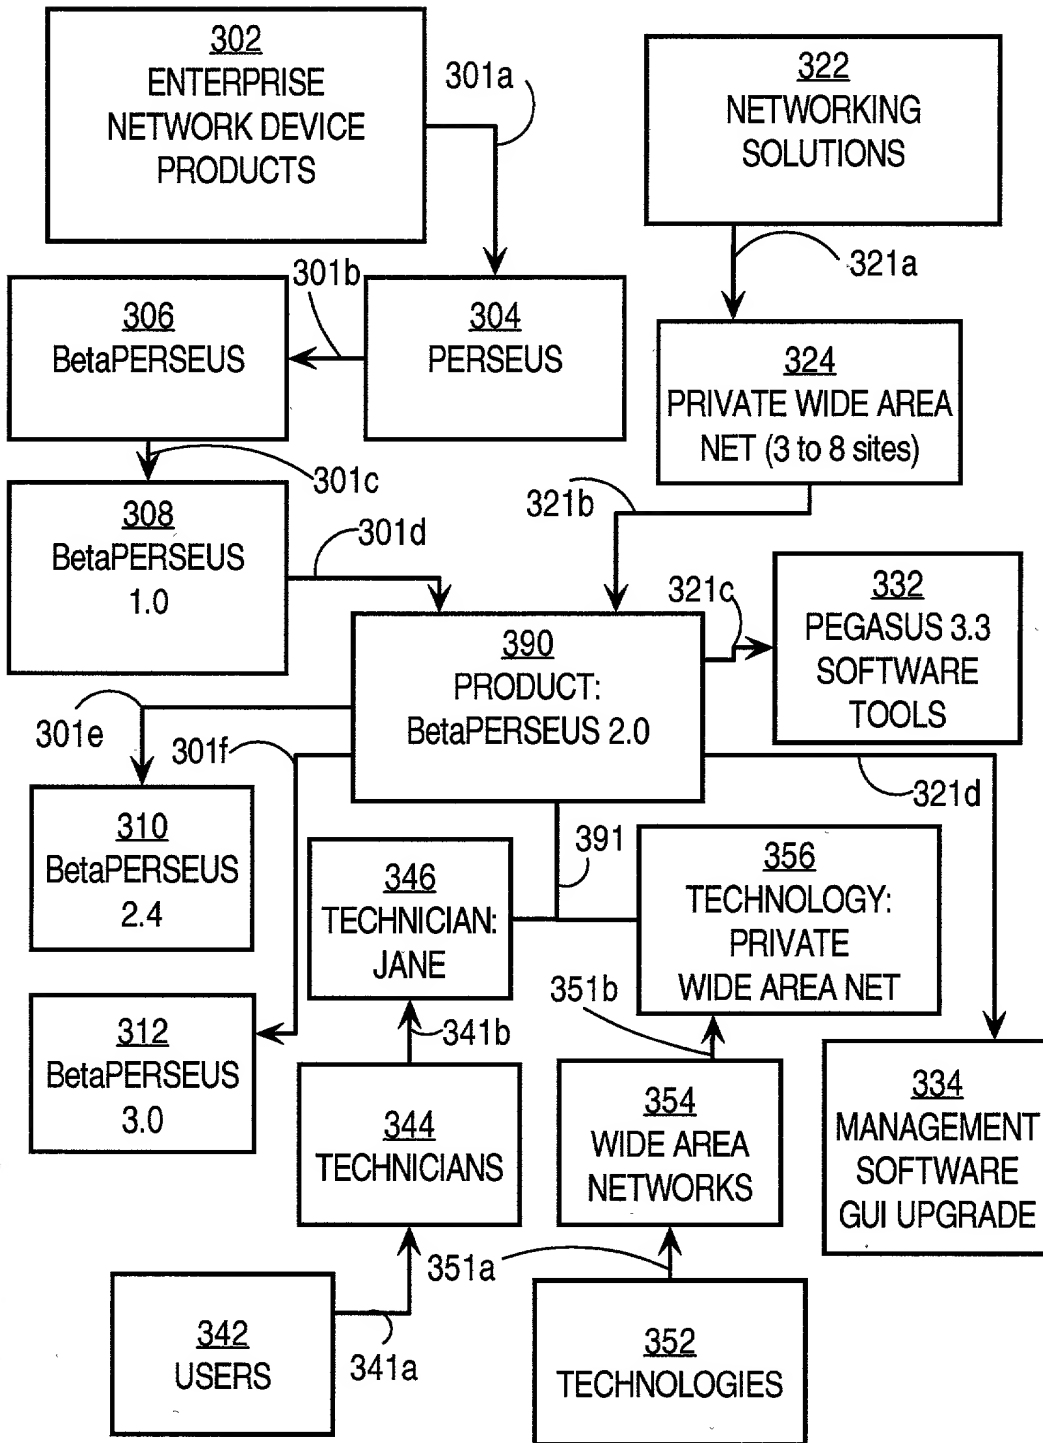 302
ENTERPRISE
NETWORK DEVICE
PRODUCTS
301a
322
NETWORKING
SOLUTIONS
321a
301b
306
BetaPERSEUS
304
PERSEUS
324
PRIVATE WIDE AREA
NET (3 to 8 sites)
301c
308
BetaPERSEUS
1.0
301d
321b
321c
332
PEGASUS 3.3
SOFTWARE
TOOLS
390
PRODUCT:
BetaPERSEUS 2.0
301e
301f
321d
310
BetaPERSEUS
2.4
391
346
TECHNICIAN:
JANE
356
TECHNOLOGY:
PRIVATE
WIDE AREA NET
351b
341b
312
BetaPERSEUS
3.0
344
TECHNICIANS
354
WIDE AREA
NETWORKS
334
MANAGEMENT
SOFTWARE
GUI UPGRADE
351a
342
USERS
341a
352
TECHNOLOGIES